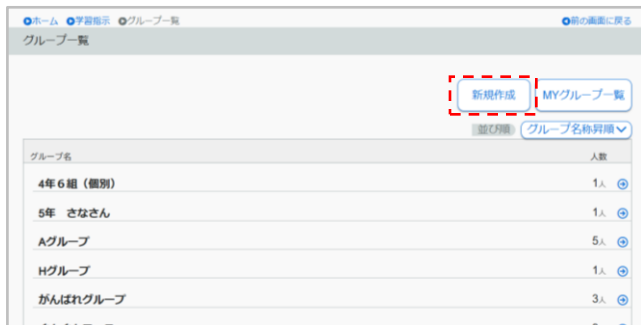 ホーム 学習指示 グループ一覧 前の画面に戻る
グループ一覧
新規作成 MYグループ一覧
並び順 グループ名称昇順
グループ名 人数
4年6組（個別） 1人
5年 さなさん 1人
Aグループ 5人
Hグループ 1人
がんばれグループ 3人